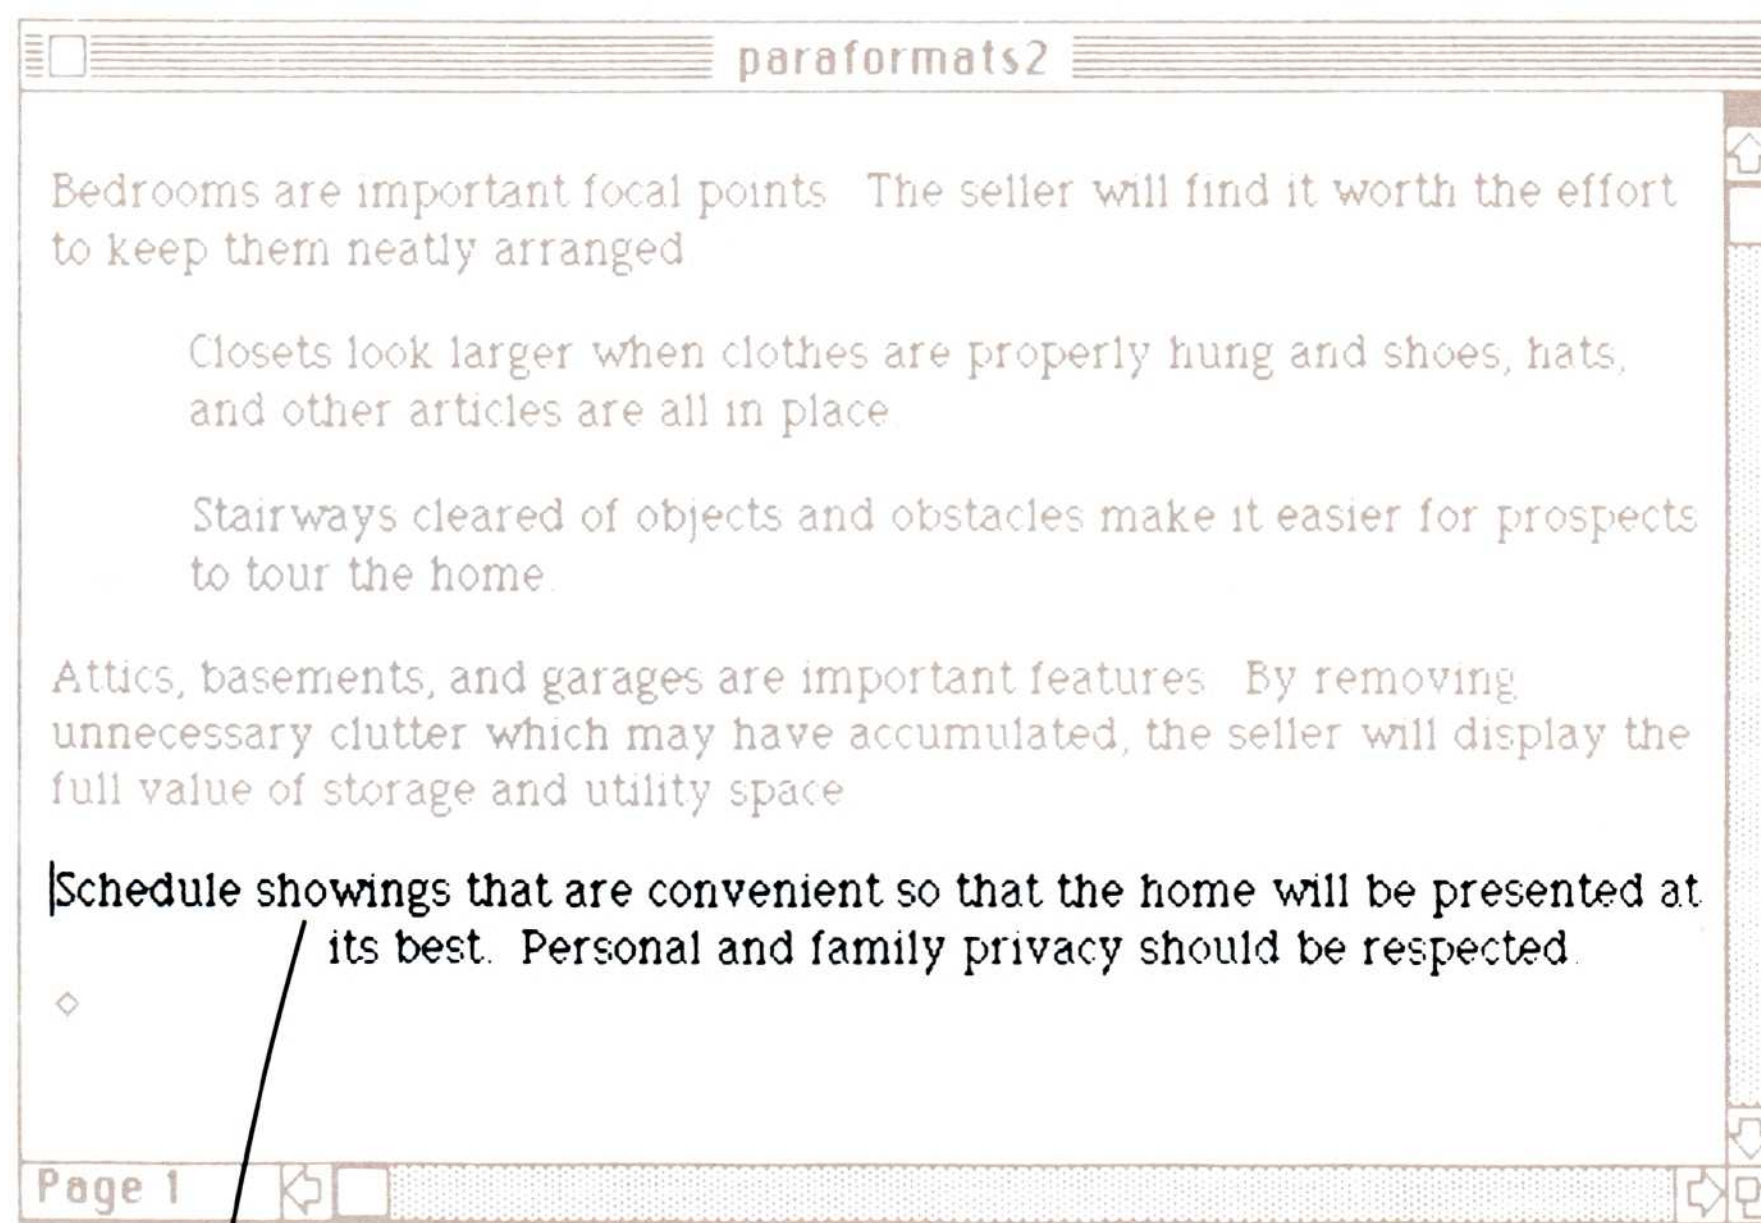 paraformats2
Bedrooms are important focal points  The seller will find it worth the effort
to keep them neatly arranged
Closets look larger when clothes are properly hung and shoes, hats,
and other articles are all in place
Stairways cleared of objects and obstacles make it easier for prospects
to tour the home.
Attics, basements, and garages are important features  By removing
unnecessary clutter which may have accumulated, the seller will display the
full value of storage and utility space
Schedule showings that are convenient so that the home will be presented at
its best.  Personal and family privacy should be respected.
Page 1